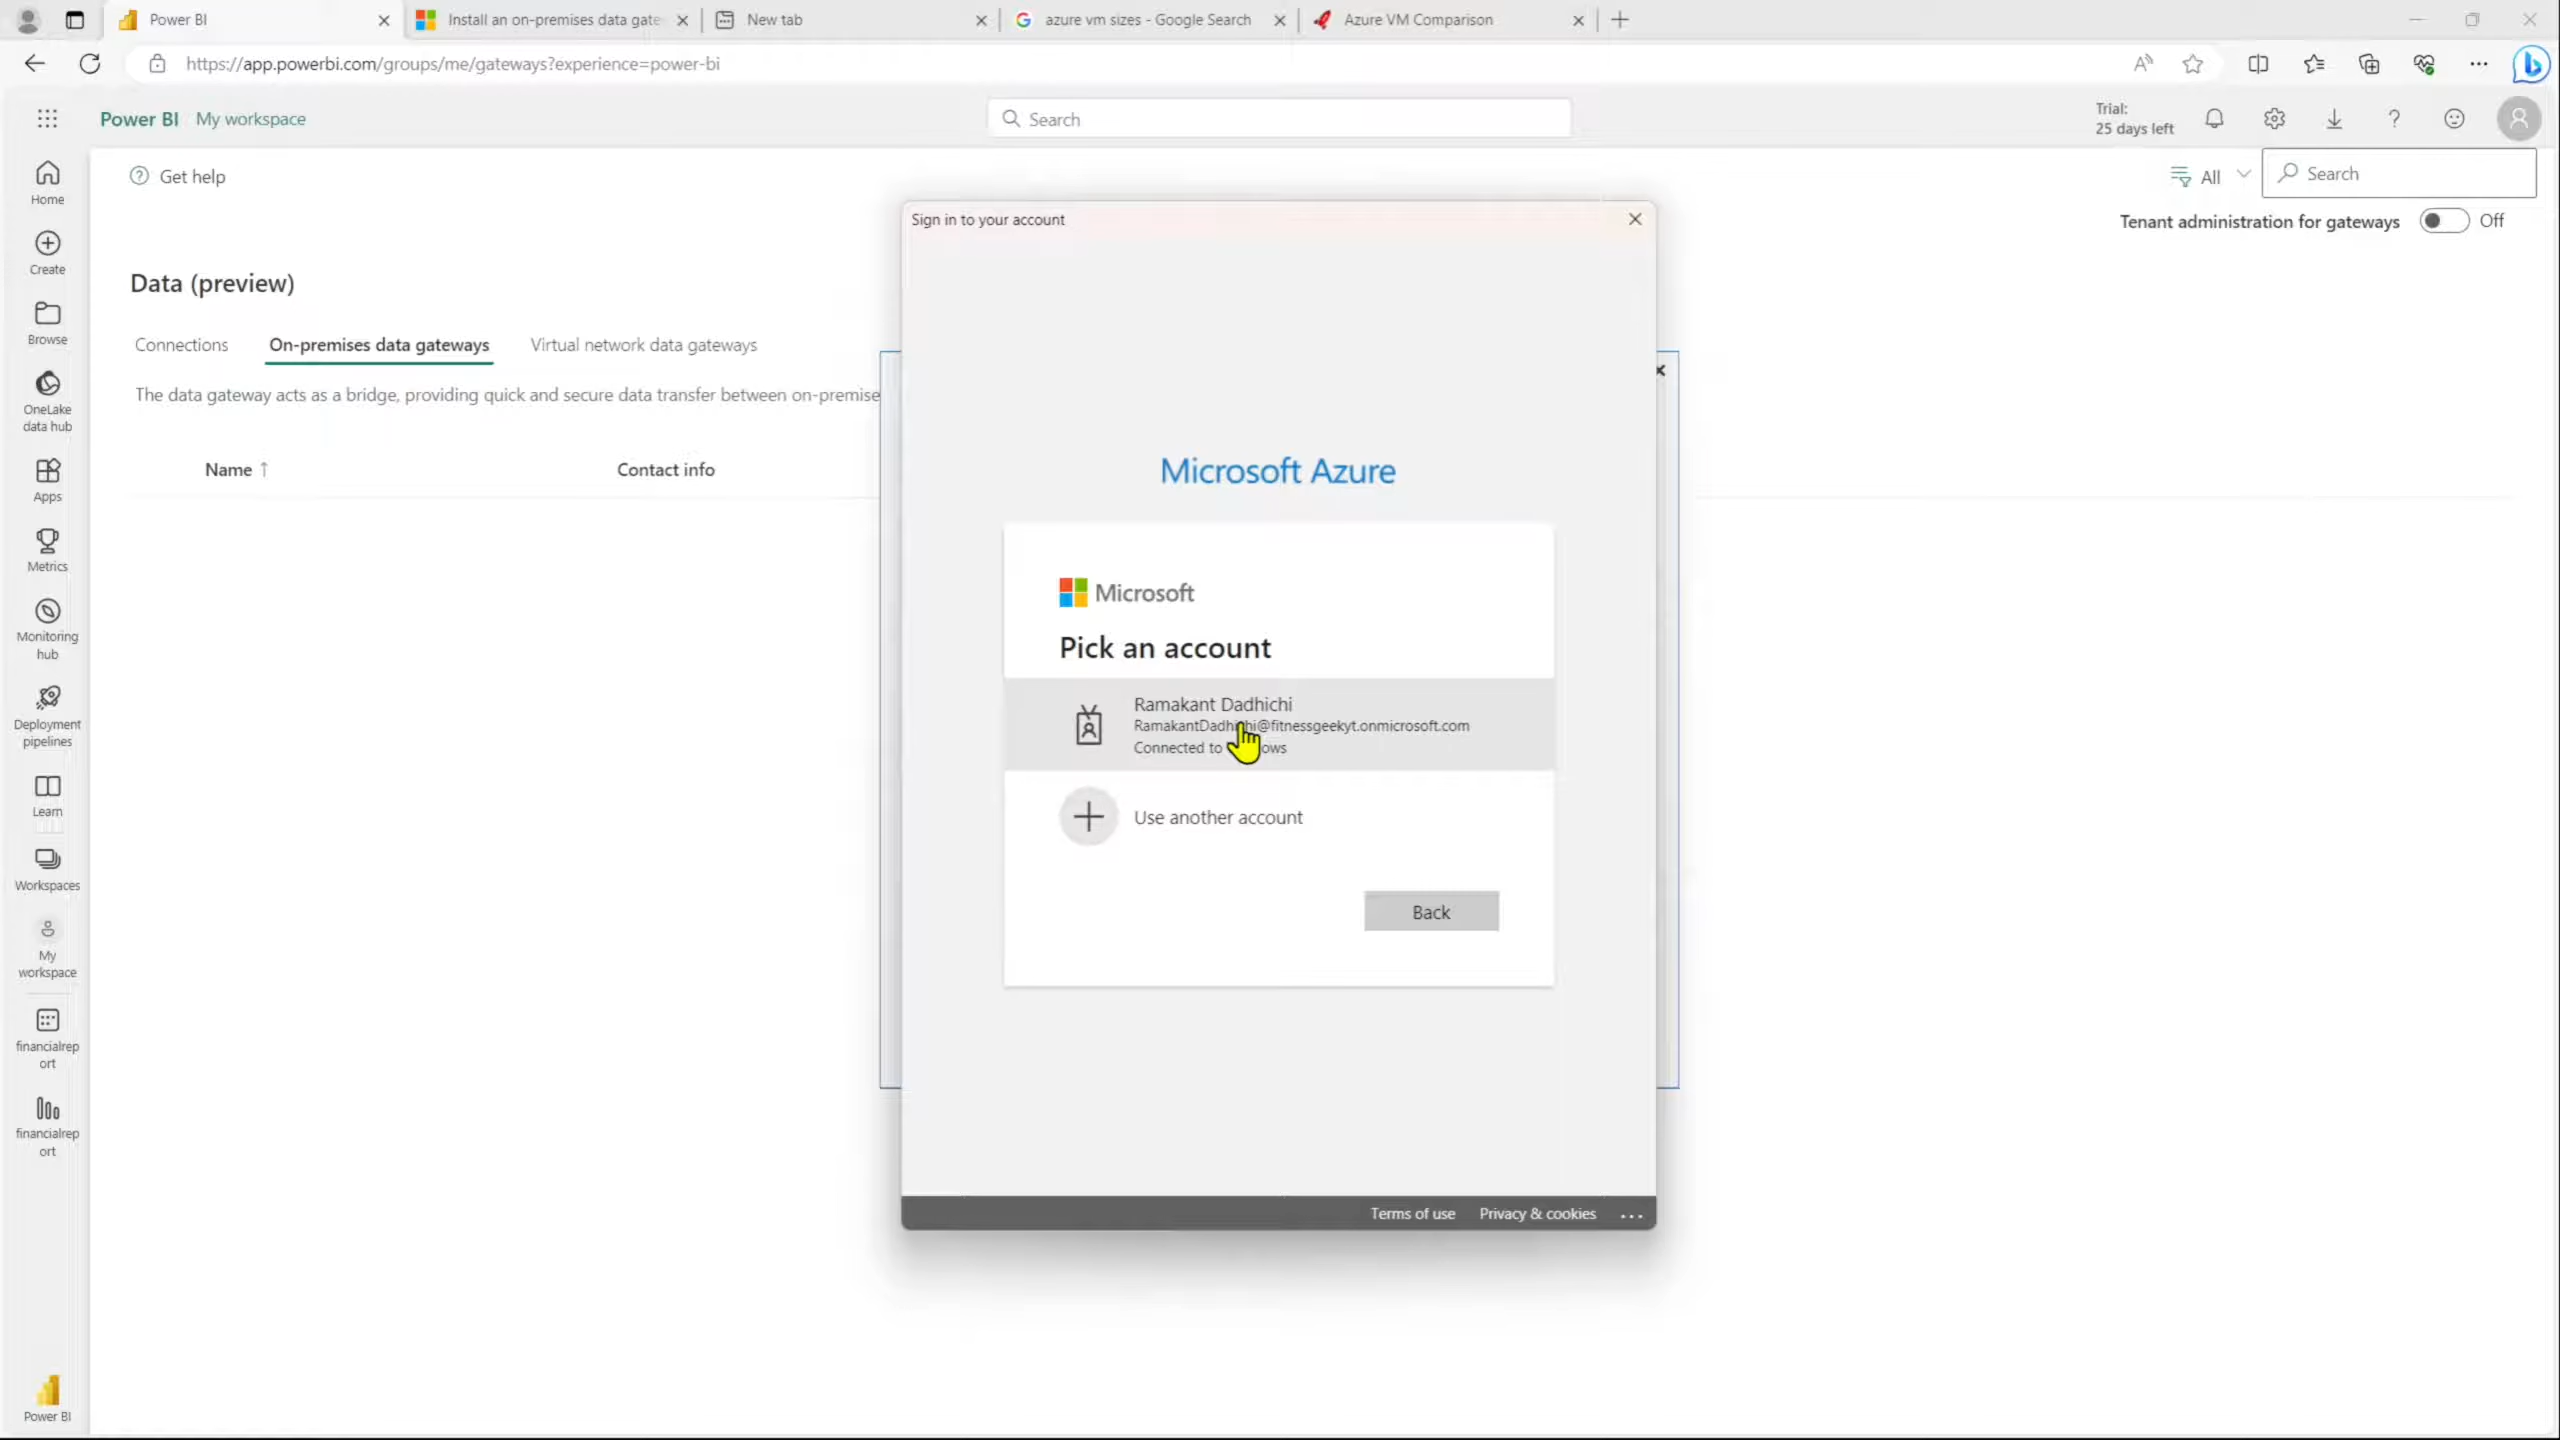 Power BI
Install an on-premises data gate
New tab
azure vm sizes - Google Search
Azure VM Comparison
https://app.powerbi.com/groups/me/gateways?experience=power-bi
Power BI My workspace
Search
Trial:
25 days left
Home
Create
Browse
OneLake
data hub
Apps
Metrics
Monitoring
hub
Deployment
pipelines
Learn
Workspaces
My
workspace
financialrep
ort
financialrep
ort
Power BI
Get help
All
Search
Tenant administration for gateways
Off
Data (preview)
Connections
On-premises data gateways
Virtual network data gateways
The data gateway acts as a bridge, providing quick and secure data transfer between on-premise
Name ↑
Contact info
Sign in to your account
Microsoft Azure
Microsoft
Pick an account
Ramakant Dadhichi
RamakantDadhichi@fitnessgeekyt.onmicrosoft.com
Connected to
Use another account
Back
Terms of use
Privacy & cookies
...